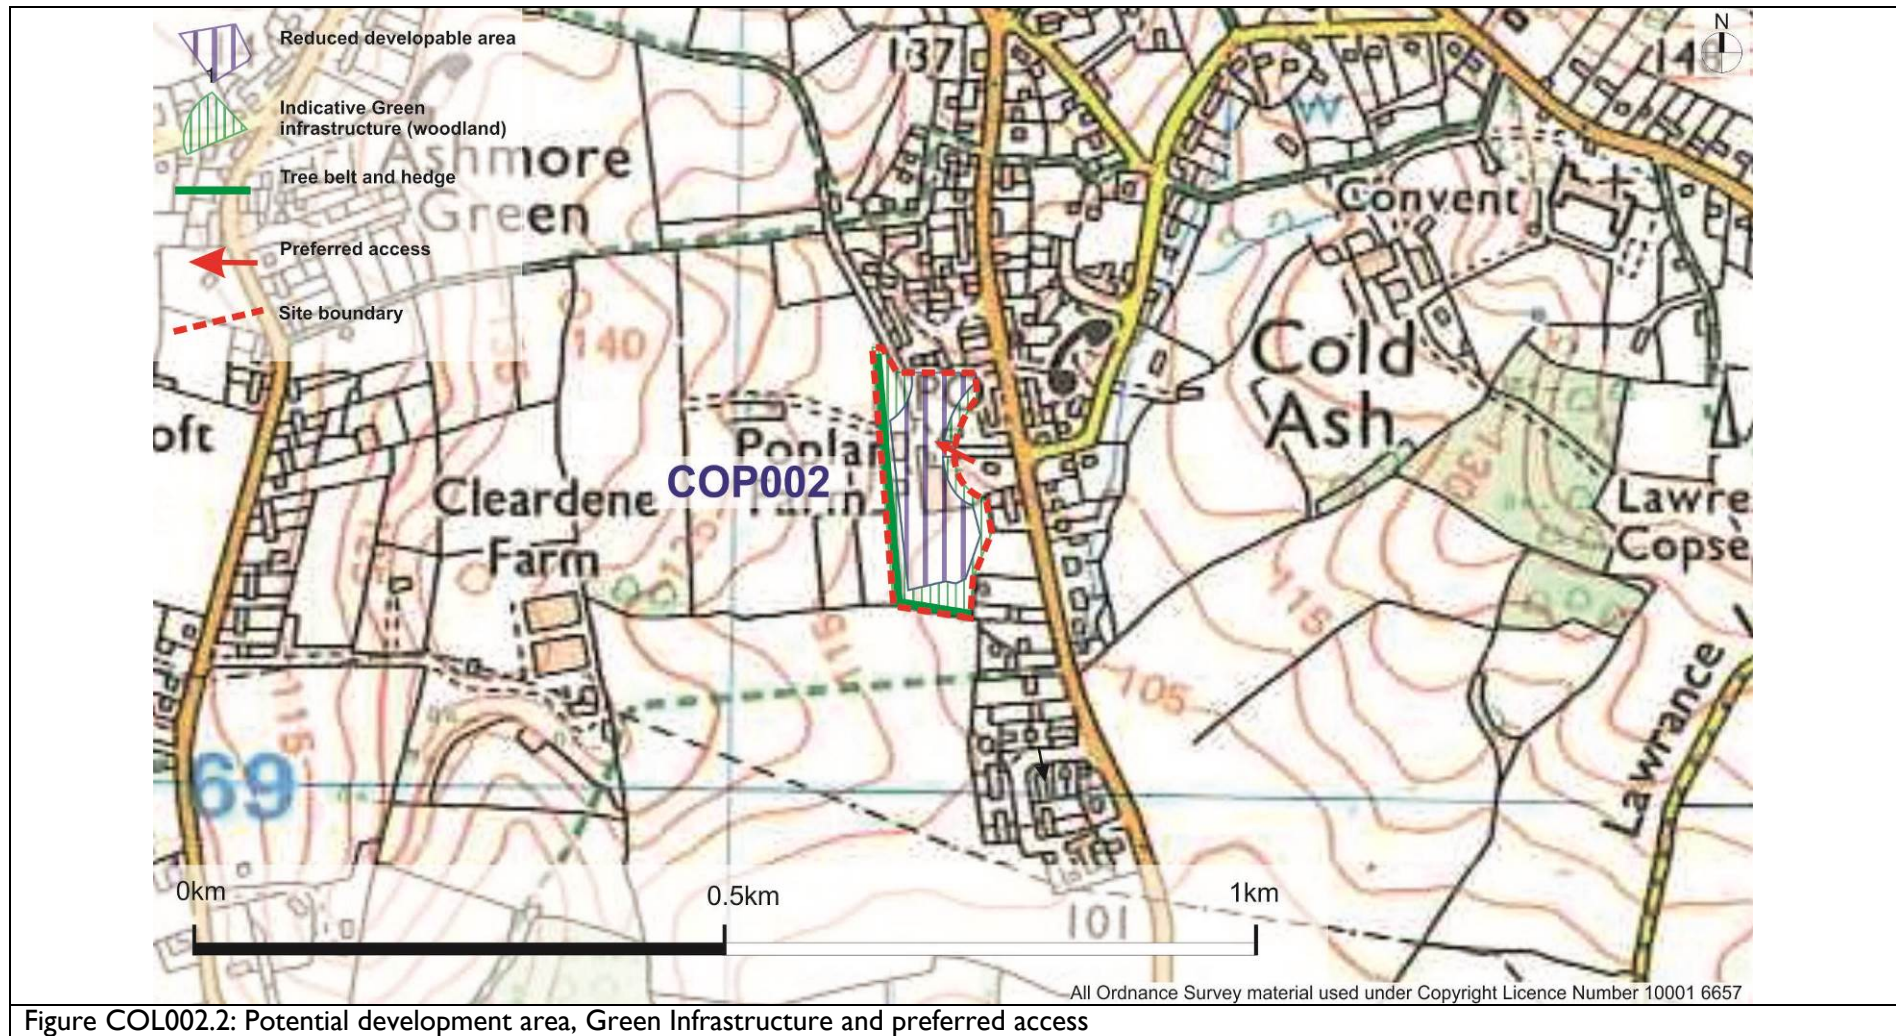 Reduced developable area
Indicative Green
infrastructure (woodland)
Tree belt and hedge
Preferred access
Site boundary
N
137
Ashmore
Green
Convent
W
140
Cold
Ash
oft
COP002
Cleardene
Farm
130
Lawre
Copse
115
115
105
115
69
Lawrance
0km
0.5km
1km
101
All Ordnance Survey material used under Copyright Licence Number 10001 6657
Figure COL002.2: Potential development area, Green Infrastructure and preferred access